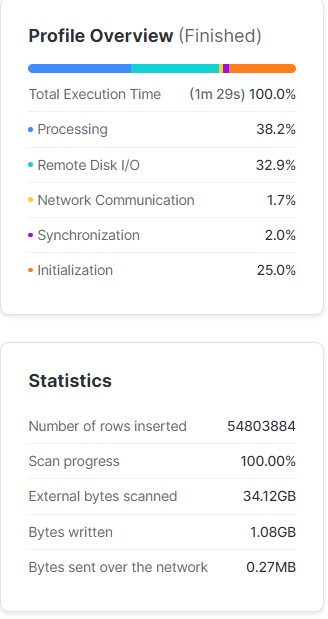 Profile Overview (Finished)
Total Execution Time (1m 29s) 100.0%
Processing 38.2%
Remote Disk I/O 32.9%
Network Communication 1.7%
Synchronization 2.0%
Initialization 25.0%
Statistics
Number of rows inserted 54803884
Scan progress 100.00%
External bytes scanned 34.12GB
Bytes written 1.08GB
Bytes sent over the network 0.27MB